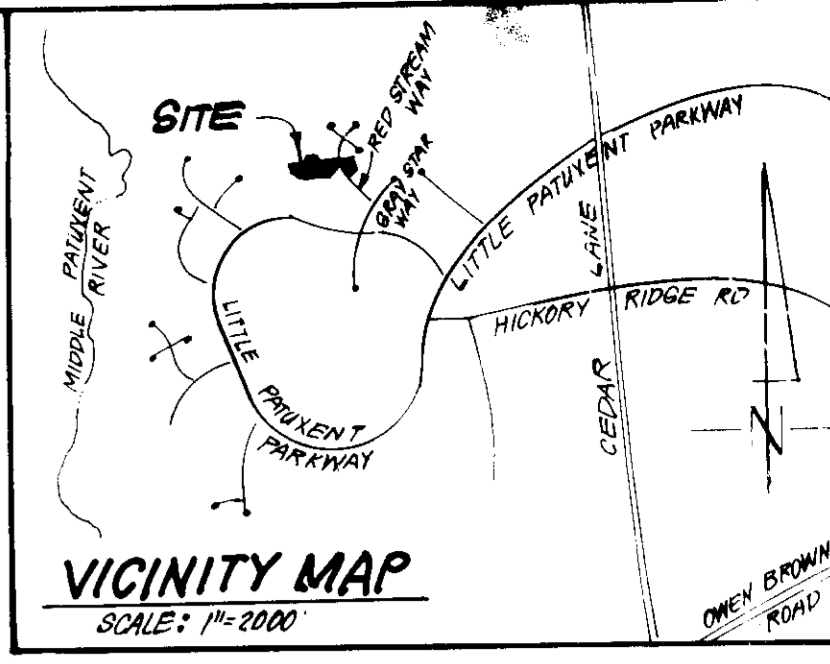 SITE
RED STREAM
WAY
GRAY STAR
WAY
LITTLE PATUXENT PARKWAY
MIDDLE PATUXENT
RIVER
CEDAR LANE
HICKORY RIDGE RD
LITTLE
PATUXENT
PARKWAY
N
VICINITY MAP
SCALE: 1"=2000'
OWEN BROWN
ROAD